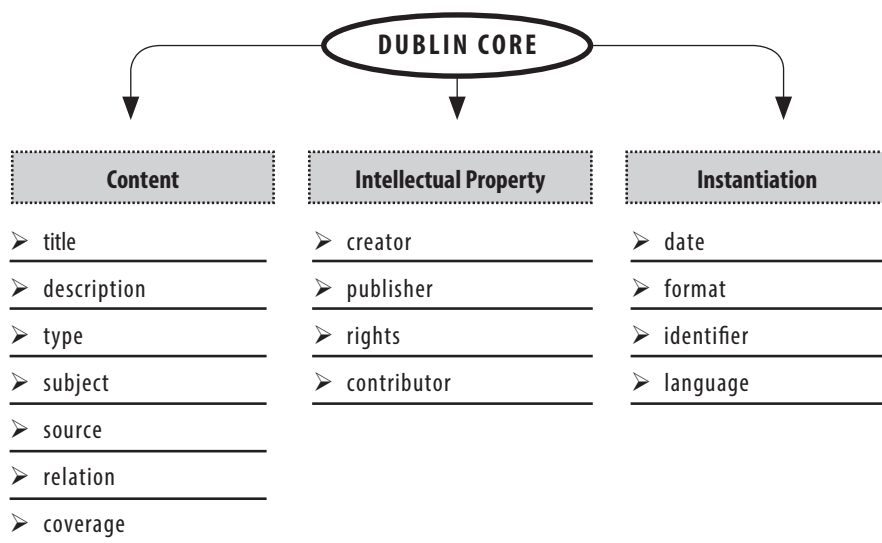 DUBLIN CORE
Content
title
description
type
subject
source
relation
coverage
Intellectual Property
creator
publisher
rights
contributor
Instantiation
date
format
identifier
language